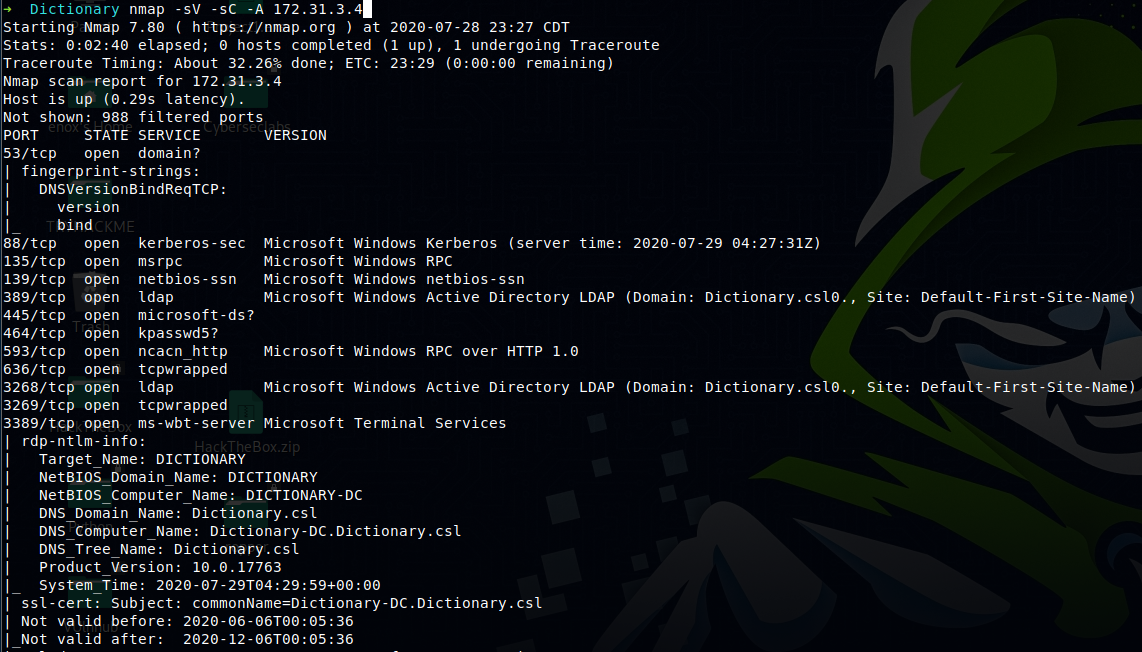 → Dictionary nmap -sV -sC -A 172.31.3.4
Starting Nmap 7.80 ( https://nmap.org ) at 2020-07-28 23:27 CDT
Stats: 0:02:40 elapsed; 0 hosts completed (1 up), 1 undergoing Traceroute
Traceroute Timing: About 32.26% done; ETC: 23:29 (0:00:00 remaining)
Nmap scan report for 172.31.3.4
Host is up (0.29s latency).
Not shown: 988 filtered ports
enox's Home Cyberseclabs
PORT     STATE SERVICE       VERSION
53/tcp   open  domain?
| fingerprint-strings:
|   DNSVersionBindReqTCP:
|     version
|_    bind
88/tcp   open  kerberos-sec  Microsoft Windows Kerberos (server time: 2020-07-29 04:27:31Z)
135/tcp  open  msrpc         Microsoft Windows RPC
139/tcp  open  netbios-ssn   Microsoft Windows netbios-ssn
389/tcp  open  ldap          Microsoft Windows Active Directory LDAP (Domain: Dictionary.csl0., Site: Default-First-Site-Name)
445/tcp  open  microsoft-ds?
Trash
464/tcp  open  kpasswd5?
593/tcp  open  ncacn_http    Microsoft Windows RPC over HTTP 1.0
636/tcp  open  tcpwrapped
3268/tcp open  ldap          Microsoft Windows Active Directory LDAP (Domain: Dictionary.csl0., Site: Default-First-Site-Name)
3269/tcp open  tcpwrapped
3389/tcp open  ms-wbt-server Microsoft Terminal Services
HackTheBox
| rdp-ntlm-info:
HackTheBox.zip
|   Target_Name: DICTIONARY
|   NetBIOS_Domain_Name: DICTIONARY
|   NetBIOS_Computer_Name: DICTIONARY-DC
|   DNS_Domain_Name: Dictionary.csl
Python
|   DNS_Computer_Name: Dictionary-DC.Dictionary.csl
|   DNS_Tree_Name: Dictionary.csl
|   Product_Version: 10.0.17763
|_  System_Time: 2020-07-29T04:29:59+00:00
| ssl-cert: Subject: commonName=Dictionary-DC.Dictionary.csl
| Not valid before: 2020-06-06T00:05:36
|_Not valid after:  2020-12-06T00:05:36